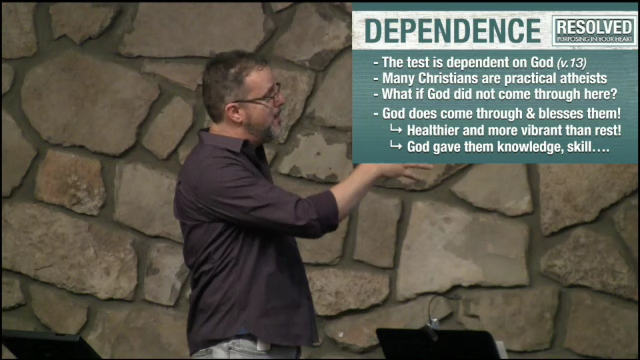 DEPENDENCE
RESOLVED
PURPOSING IN YOUR HEART
- The test is dependent on God (v.13)
- Many Christians are practical atheists
- What if God did not come through here?
- God does come through & blesses them!
↳ Healthier and more vibrant than rest!
↳ God gave them knowledge, skill....